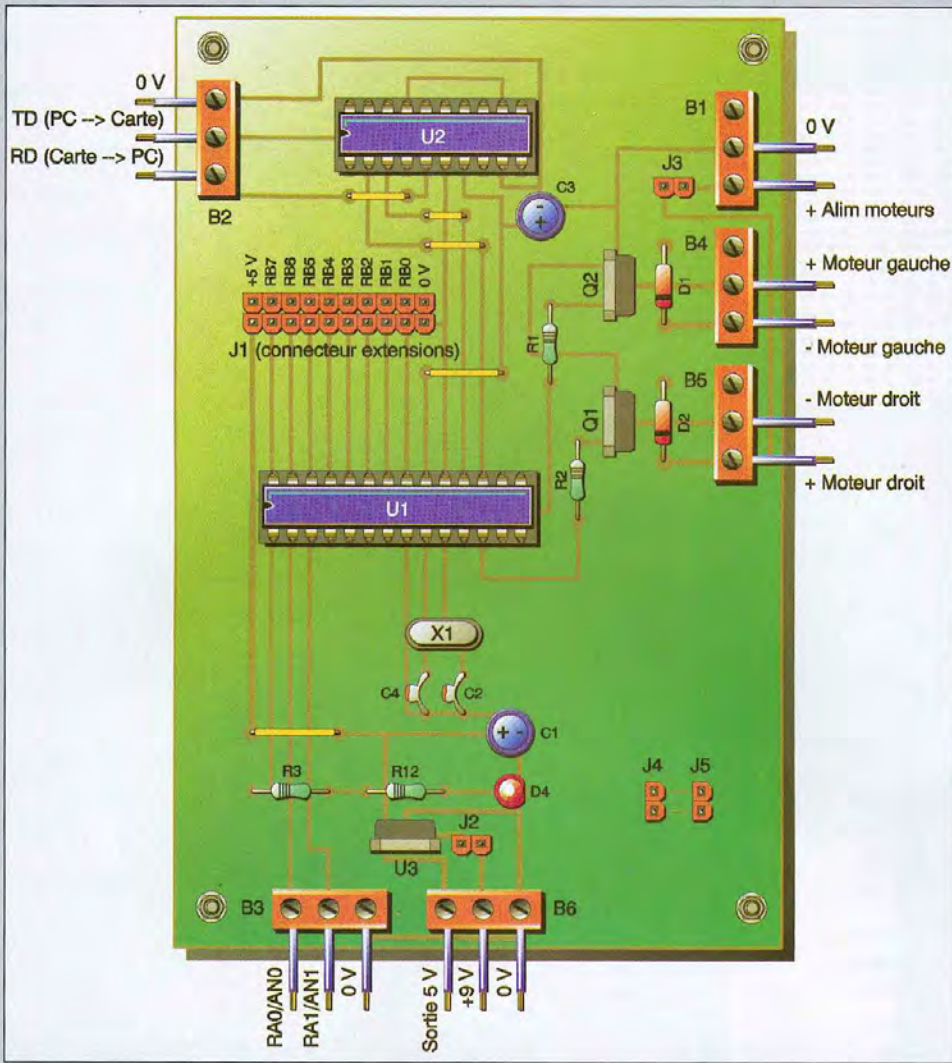 0 V
TD (PC --> Carte)
RD (Carte --> PC)
B2
U2
C3
B1
J3
0 V
+ Alim moteurs
B4
+ Moteur gauche
- Moteur gauche
Q2
D1
R1
+5 V
RB7
RB6
RB5
RB4
RB3
RB2
RB1
RB0
0 V
J1 (connecteur extensions)
B5
- Moteur droit
+ Moteur droit
Q1
D2
R2
U1
X1
C4
C2
+ -
C1
R3
R12
D4
J2
U3
J4
J5
B3
B6
RA0/AN0
RA1/AN1
0 V
Sortie 5 V
+9 V
0 V